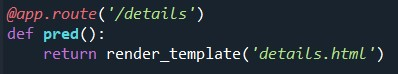 @app.route('/details')
def pred():
    return render_template('details.html')